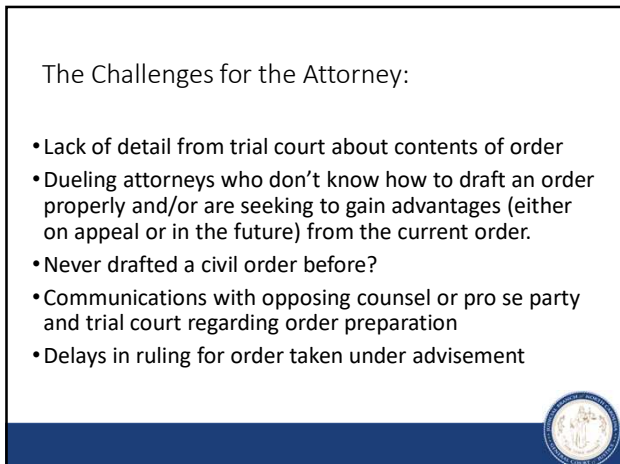 The Challenges for the Attorney:
• Lack of detail from trial court about contents of order
• Dueling attorneys who don't know how to draft an order
properly and/or are seeking to gain advantages (either
on appeal or in the future) from the current order.
• Never drafted a civil order before?
• Communications with opposing counsel or pro se party
and trial court regarding order preparation
• Delays in ruling for order taken under advisement